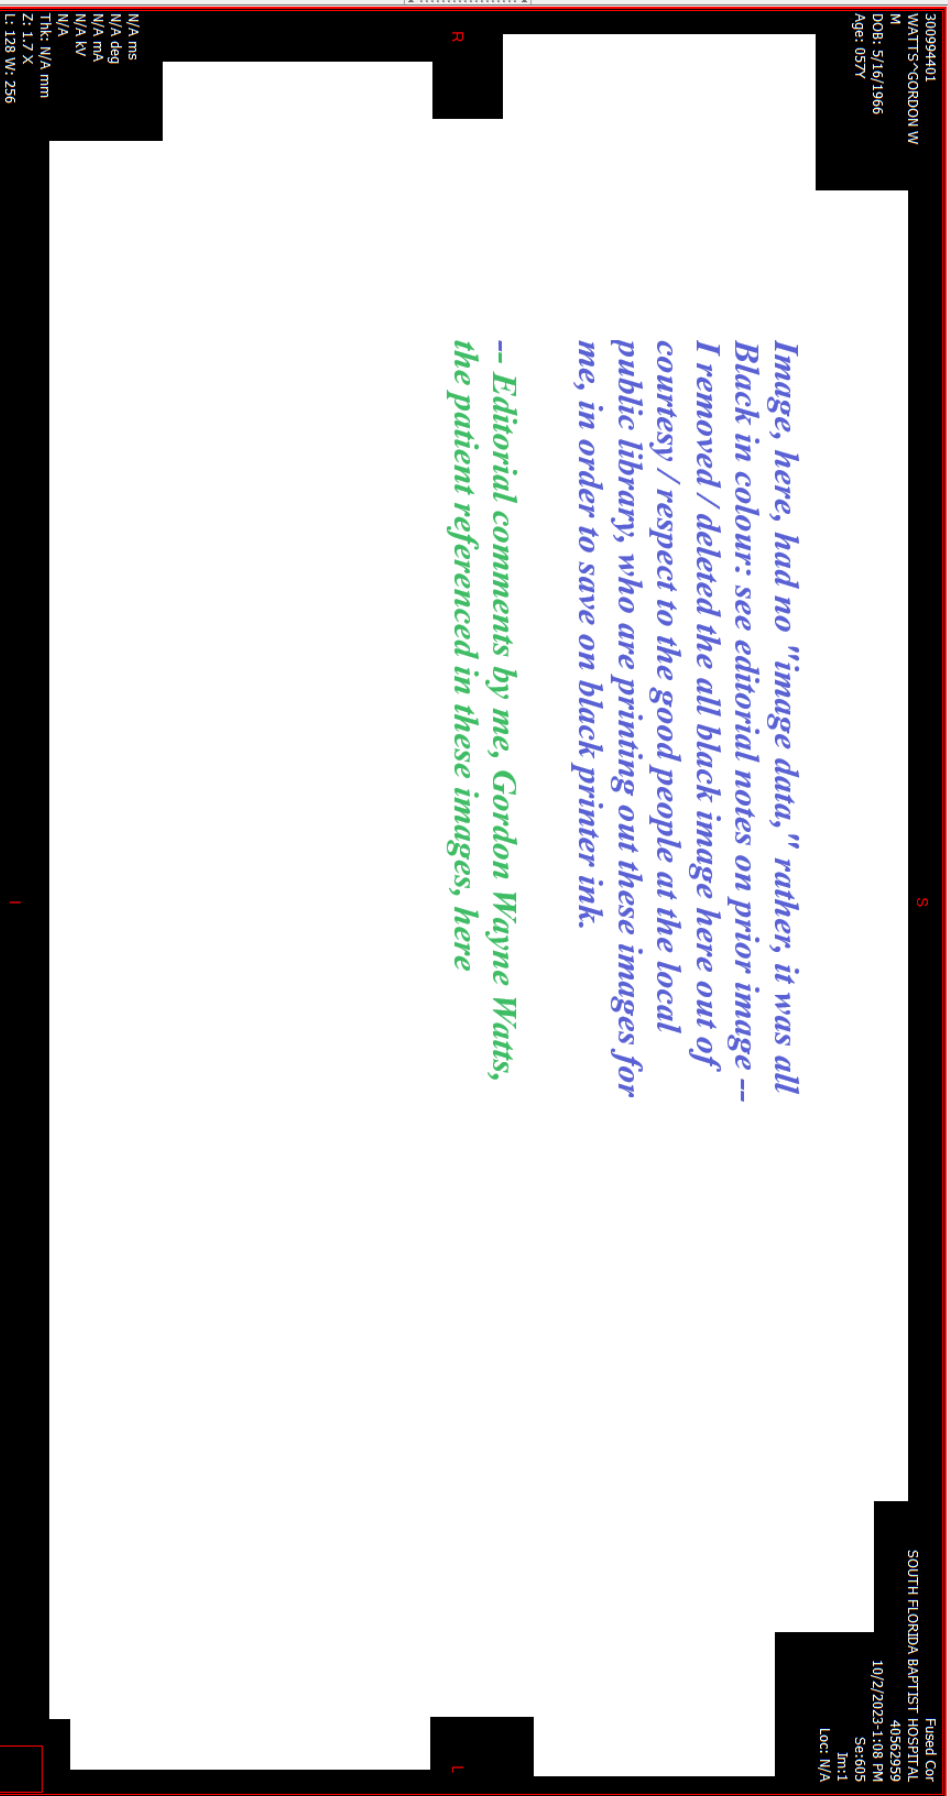 300994401
WATTS^GORDON W
M
DOB: 5/16/1966
Age: 057Y
Fused Cor
SOUTH FLORIDA BAPTIST HOSPITAL
40562959
10/2/2023-1:08 PM
Se:605
Im:1
Loc: N/A
S
Image, here, had no "image data," rather, it was all
Black in colour: see editorial notes on prior image --
I removed / deleted the all black image here out of
courtesy / respect to the good people at the local
public library, who are printing out these images for
me, in order to save on black printer ink.
-- Editorial comments by me, Gordon Wayne Watts,
the patient referenced in these images, here
R
L
N/A ms
N/A deg
N/A mA
N/A kV
N/A
Thk: N/A mm
Z: 1.7 X
L: 128 W: 256
I